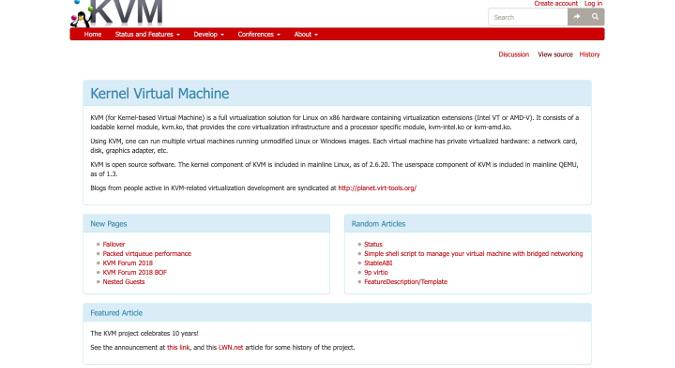 Create account Log in
KVM
Search
Home Status and Features Develop Conferences About
Discussion View source History
Kernel Virtual Machine
KVM (for Kernel-based Virtual Machine) is a full virtualization solution for Linux on x86 hardware containing virtualization extensions (Intel VT or AMD-V). It consists of a
loadable kernel module, kvm.ko, that provides the core virtualization infrastructure and a processor specific module, kvm-intel.ko or kvm-amd.ko.
Using KVM, one can run multiple virtual machines running unmodified Linux or Windows images. Each virtual machine has private virtualized hardware: a network card,
disk, graphics adapter, etc.
KVM is open source software. The kernel component of KVM is included in mainline Linux, as of 2.6.20. The userspace component of KVM is included in mainline QEMU,
as of 1.3.
Blogs from people active in KVM-related virtualization development are syndicated at http://planet.virt-tools.org/
New Pages
Failover
Packed virtqueue performance
KVM Forum 2018
KVM Forum 2018 BOF
Nested Guests
Random Articles
Status
Simple shell script to manage your virtual machine with bridged networking
StableABI
9p virtio
FeatureDescription/Template
Featured Article
The KVM project celebrates 10 years!
See the announcement at this link, and this LWN.net article for some history of the project.